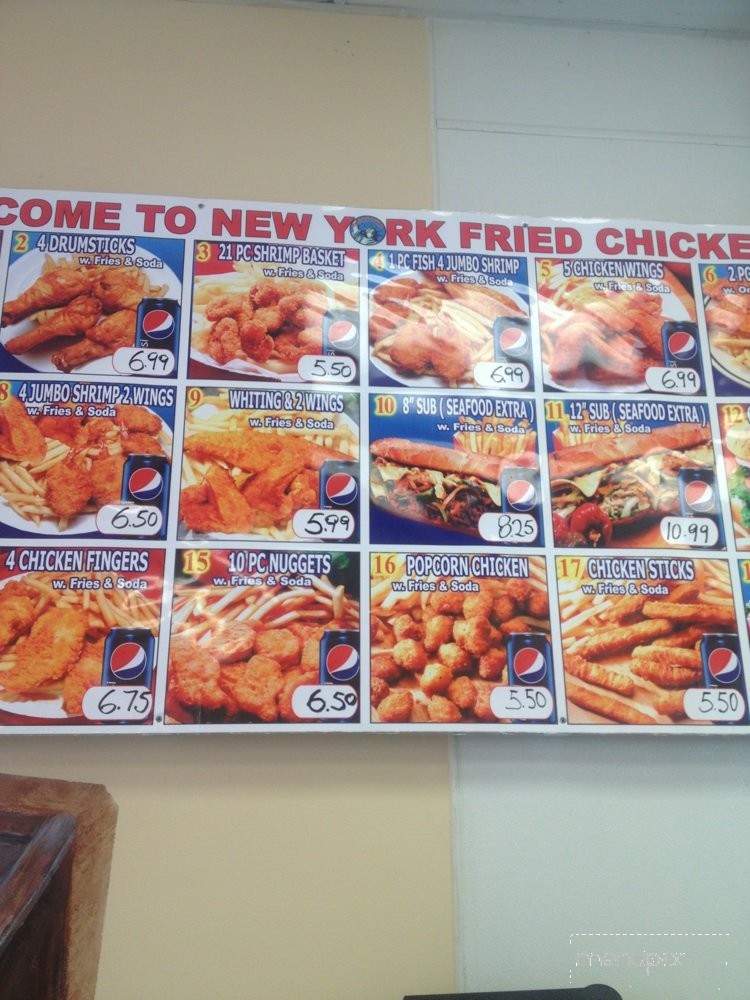 COME TO NEW YORK FRIED CHICKE
2 4 DRUMSTICKS
w. Fries & Soda
6.99
3 21 PC SHRIMP BASKET
w. Fries & Soda
5.50
4 1 PC FISH 4 JUMBO SHRIMP
w. Fries & Soda
6.99
5 5 CHICKEN WINGS
w. Fries & Soda
6.99
6 2 PC
8 4 JUMBO SHRIMP 2 WINGS
w. Fries & Soda
6.50
9 WHITING & 2 WINGS
w. Fries & Soda
5.99
10 8" SUB ( SEAFOOD EXTRA )
w. Fries & Soda
8.25
11 12" SUB ( SEAFOOD EXTRA )
w. Fries & Soda
10.99
12
4 CHICKEN FINGERS
w. Fries & Soda
6.75
15 10 PC NUGGETS
w. Fries & Soda
6.50
16 POPCORN CHICKEN
w. Fries & Soda
5.50
17 CHICKEN STICKS
w. Fries & Soda
5.50
menupix